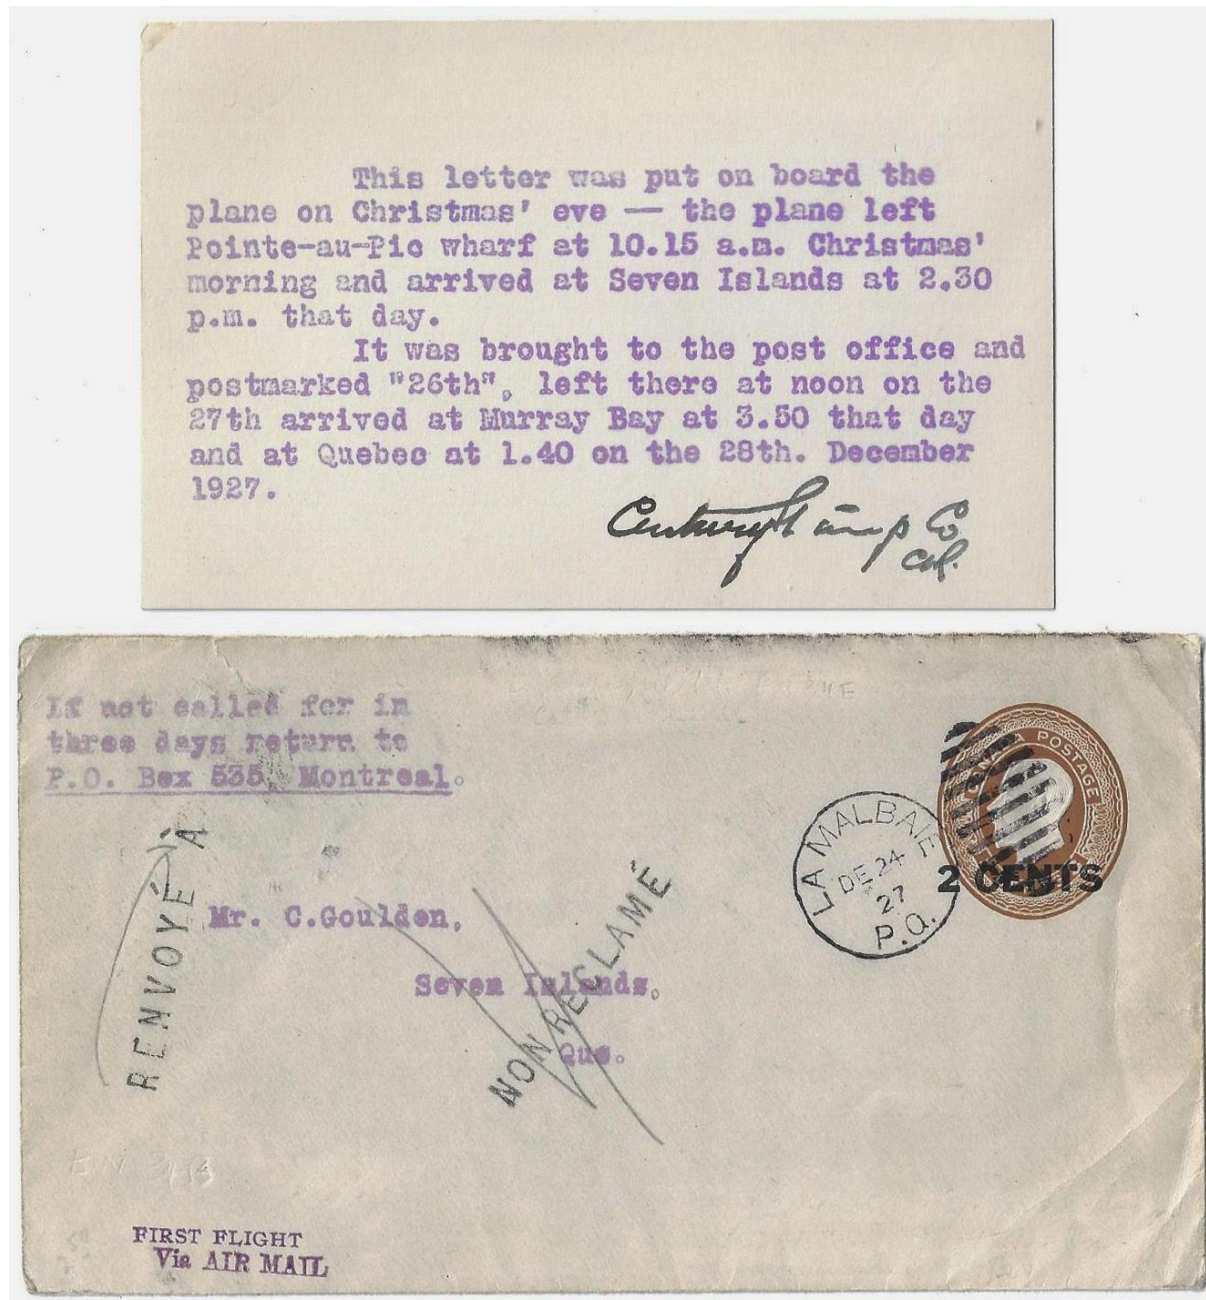 This letter was put on board the
plane on Christmas' eve — the plane left
Pointe-au-Pic wharf at 10.15 a.m. Christmas'
morning and arrived at Seven Islands at 2.30
p.m. that day.
It was brought to the post office and
postmarked "26th", left there at noon on the
27th arrived at Murray Bay at 3.50 that day
and at Quebec at 1.40 on the 28th. December
1927.
Century Stamp Co
If not called for in
three days return to
P.O. Box 535, Montreal.
CANADA POSTAGE
2 CENTS
LA MALBAIE
DE 24
27
P.Q.
RENVOYÉ À
Mr. C.Goulden,
Seven Islands,
Que.
NON RECLAMÉ
FIRST FLIGHT
Via AIR MAIL